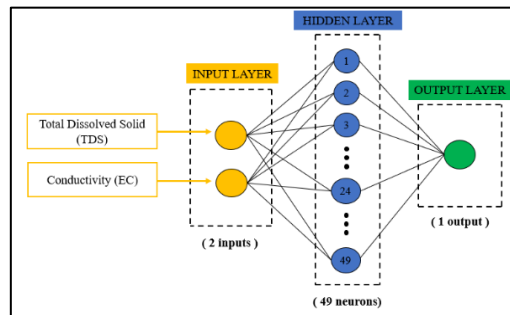 HIDDEN LAYER
INPUT LAYER
OUTPUT LAYER
Total Dissolved Solid
(TDS)
Conductivity (EC)
1
2
3
24
49
( 2 inputs )
(49 neurons)
( 1 output )